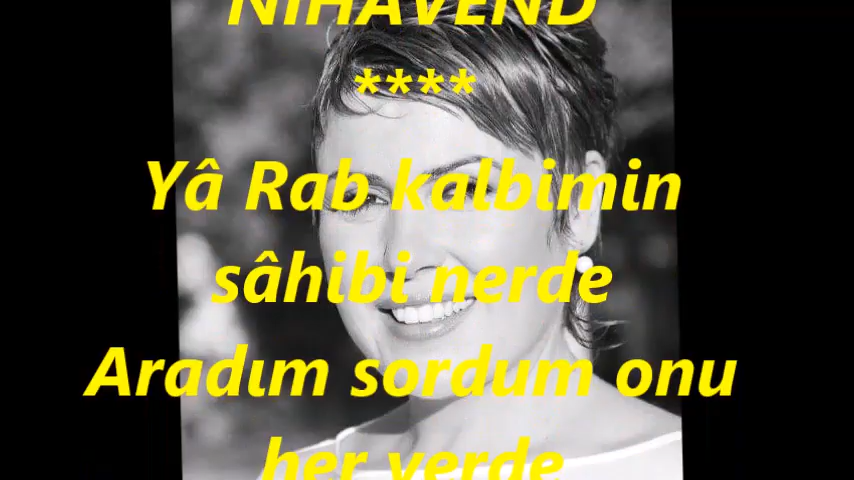 NİHAVEND
****
Yâ Rab kalbimin
sâhibi nerde
Aradım sordum onu
her yerde